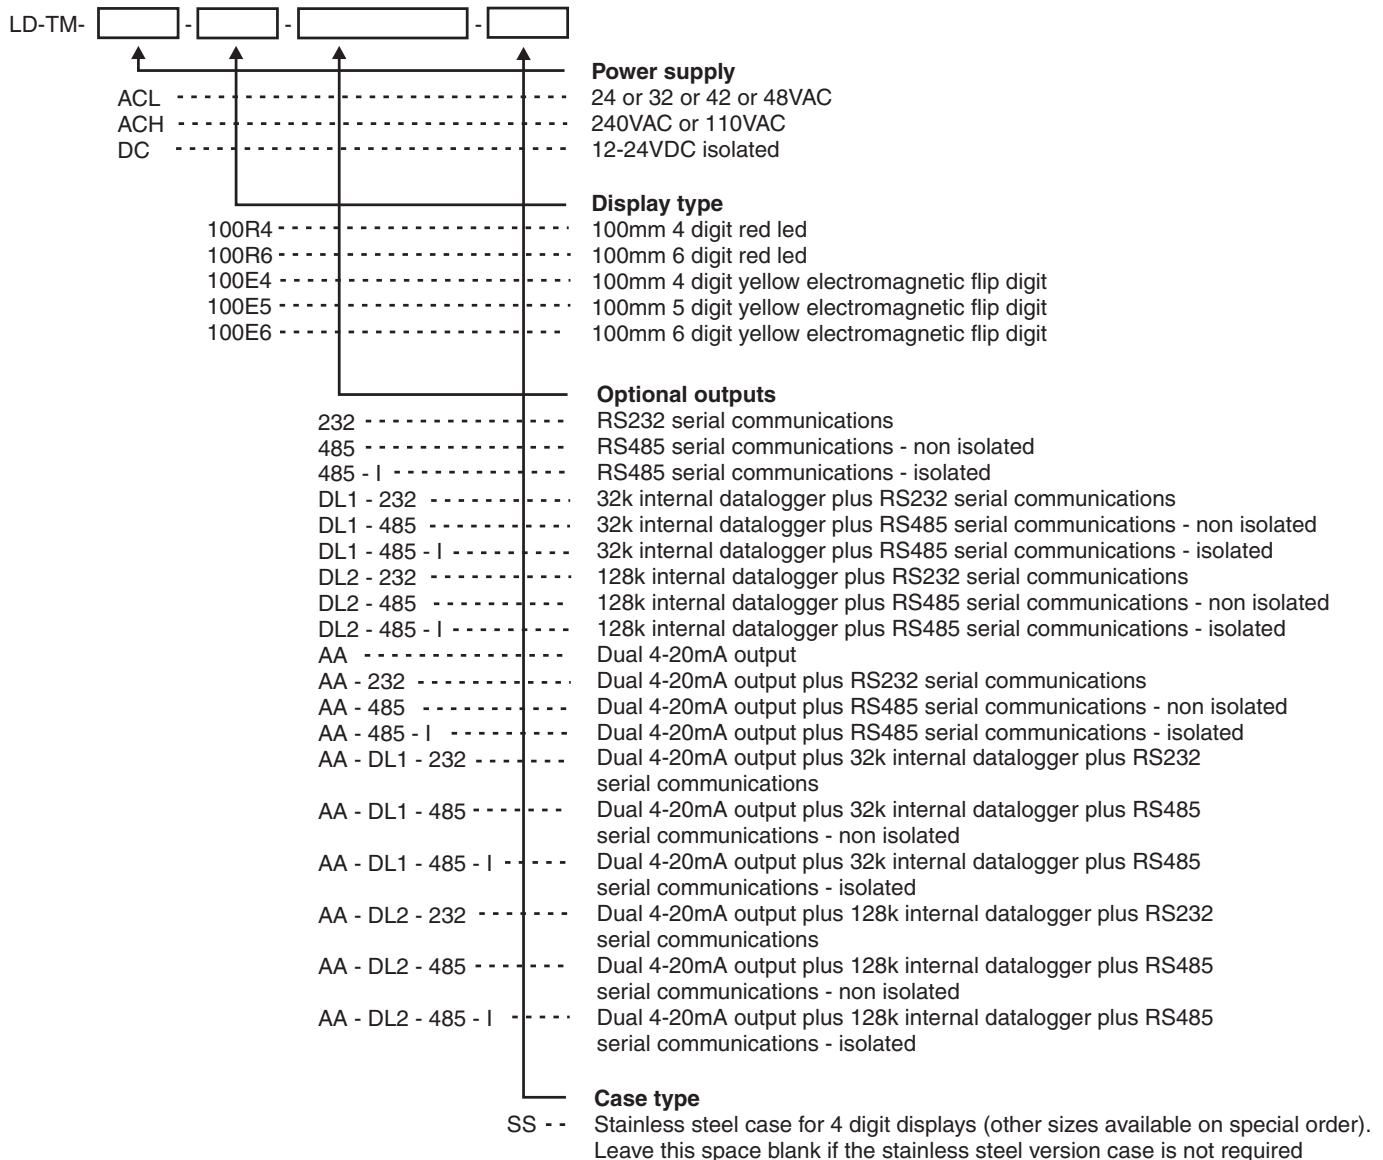 LD-TM- - - -
Power supply
ACL 24 or 32 or 42 or 48VAC
ACH 240VAC or 110VAC
DC 12-24VDC isolated
Display type
100R4 100mm 4 digit red led
100R6 100mm 6 digit red led
100E4 100mm 4 digit yellow electromagnetic flip digit
100E5 100mm 5 digit yellow electromagnetic flip digit
100E6 100mm 6 digit yellow electromagnetic flip digit
Optional outputs
232 RS232 serial communications
485 RS485 serial communications - non isolated
485 - I RS485 serial communications - isolated
DL1 - 232 32k internal datalogger plus RS232 serial communications
DL1 - 485 32k internal datalogger plus RS485 serial communications - non isolated
DL1 - 485 - I 32k internal datalogger plus RS485 serial communications - isolated
DL2 - 232 128k internal datalogger plus RS232 serial communications
DL2 - 485 128k internal datalogger plus RS485 serial communications - non isolated
DL2 - 485 - I 128k internal datalogger plus RS485 serial communications - isolated
AA Dual 4-20mA output
AA - 232 Dual 4-20mA output plus RS232 serial communications
AA - 485 Dual 4-20mA output plus RS485 serial communications - non isolated
AA - 485 - I Dual 4-20mA output plus RS485 serial communications - isolated
AA - DL1 - 232 Dual 4-20mA output plus 32k internal datalogger plus RS232
serial communications
AA - DL1 - 485 Dual 4-20mA output plus 32k internal datalogger plus RS485
serial communications - non isolated
AA - DL1 - 485 - I Dual 4-20mA output plus 32k internal datalogger plus RS485
serial communications - isolated
AA - DL2 - 232 Dual 4-20mA output plus 128k internal datalogger plus RS232
serial communications
AA - DL2 - 485 Dual 4-20mA output plus 128k internal datalogger plus RS485
serial communications - non isolated
AA - DL2 - 485 - I Dual 4-20mA output plus 128k internal datalogger plus RS485
serial communications - isolated
Case type
SS - - Stainless steel case for 4 digit displays (other sizes available on special order).
Leave this space blank if the stainless steel version case is not required